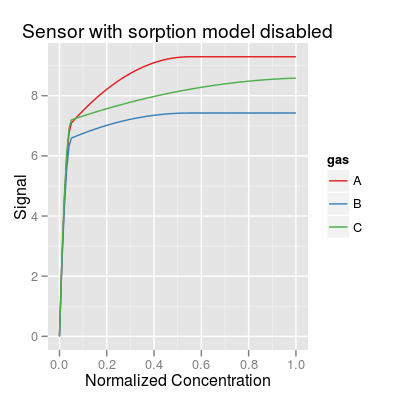 Sensor with sorption model disabled
8
6
4
2
0
Signal
0.0 0.2 0.4 0.6 0.8 1.0
Normalized Concentration
gas
A
B
C